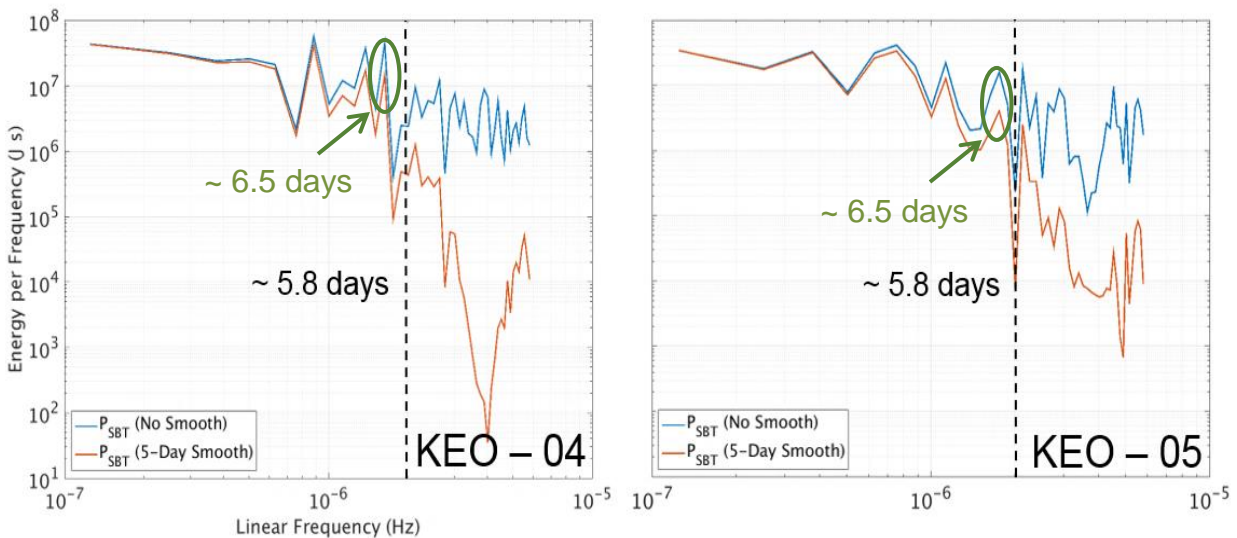 10^8
10^7
10^6
10^5
10^4
10^3
10^2
10^1
Energy per Frequency (J s)
~ 6.5 days
~ 5.8 days
P_SBT (No Smooth)
P_SBT (5-Day Smooth)
KEO – 04
10^-7
10^-6
10^-5
Linear Frequency (Hz)
~ 6.5 days
~ 5.8 days
P_SBT (No Smooth)
P_SBT (5-Day Smooth)
KEO – 05
10^-7
10^-6
10^-5